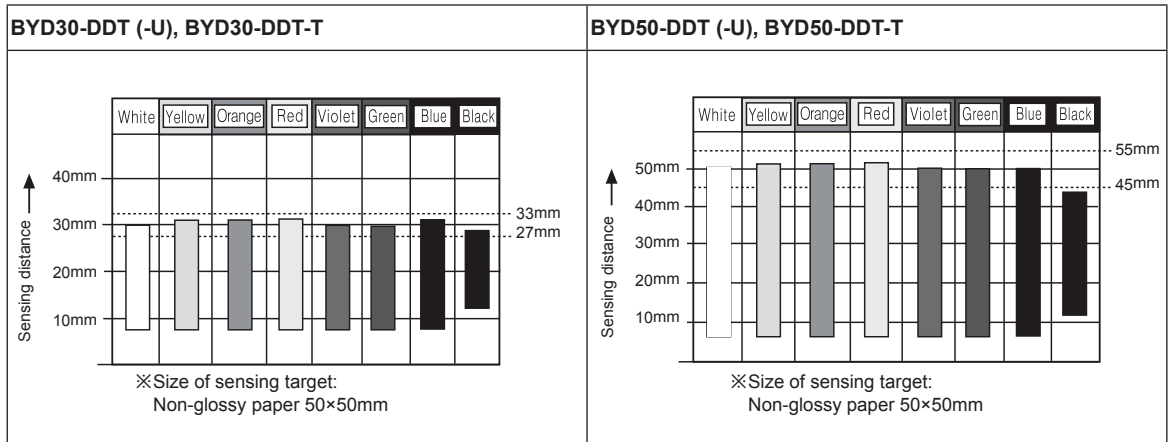 BYD30-DDT (-U), BYD30-DDT-T
White Yellow Orange Red Violet Green Blue Black
40mm
33mm
30mm
27mm
20mm
10mm
Sensing distance
※Size of sensing target:
Non-glossy paper 50×50mm
BYD50-DDT (-U), BYD50-DDT-T
White Yellow Orange Red Violet Green Blue Black
55mm
50mm
45mm
40mm
30mm
20mm
10mm
Sensing distance
※Size of sensing target:
Non-glossy paper 50×50mm